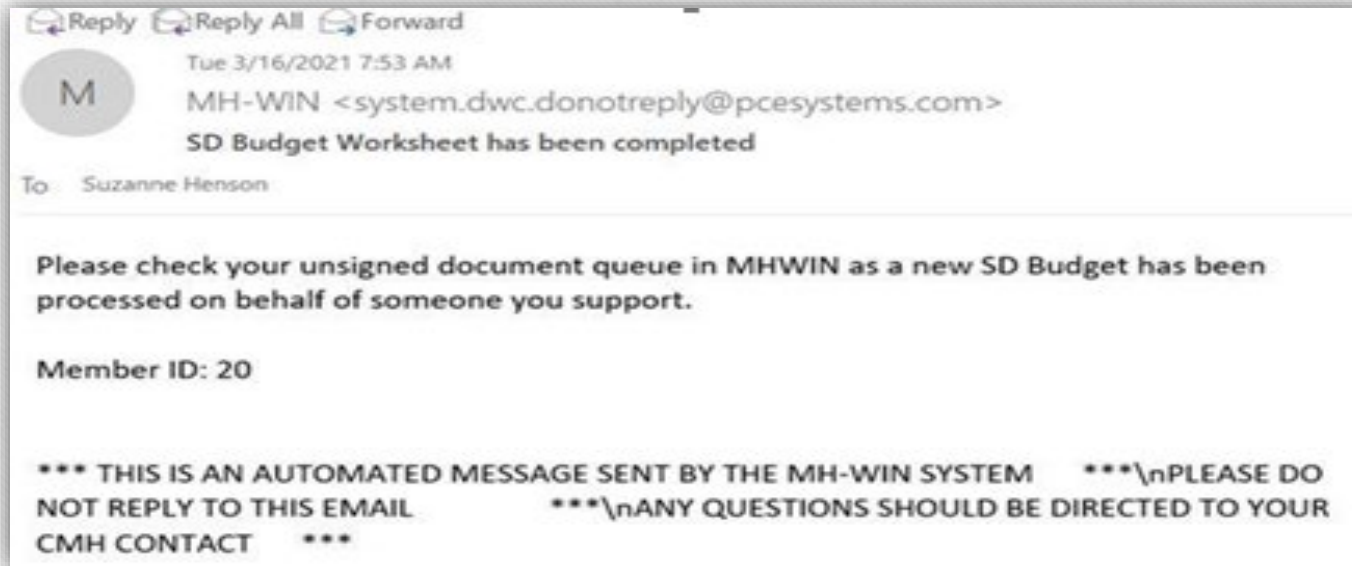 Reply Reply All Forward
Tue 3/16/2021 7:53 AM
M
MH-WIN <system.dwc.donotreply@pcesystems.com>
SD Budget Worksheet has been completed
To Suzanne Henson
Please check your unsigned document queue in MHWIN as a new SD Budget has been
processed on behalf of someone you support.
Member ID: 20
*** THIS IS AN AUTOMATED MESSAGE SENT BY THE MH-WIN SYSTEM ***\nPLEASE DO
NOT REPLY TO THIS EMAIL ***\nANY QUESTIONS SHOULD BE DIRECTED TO YOUR
CMH CONTACT ***